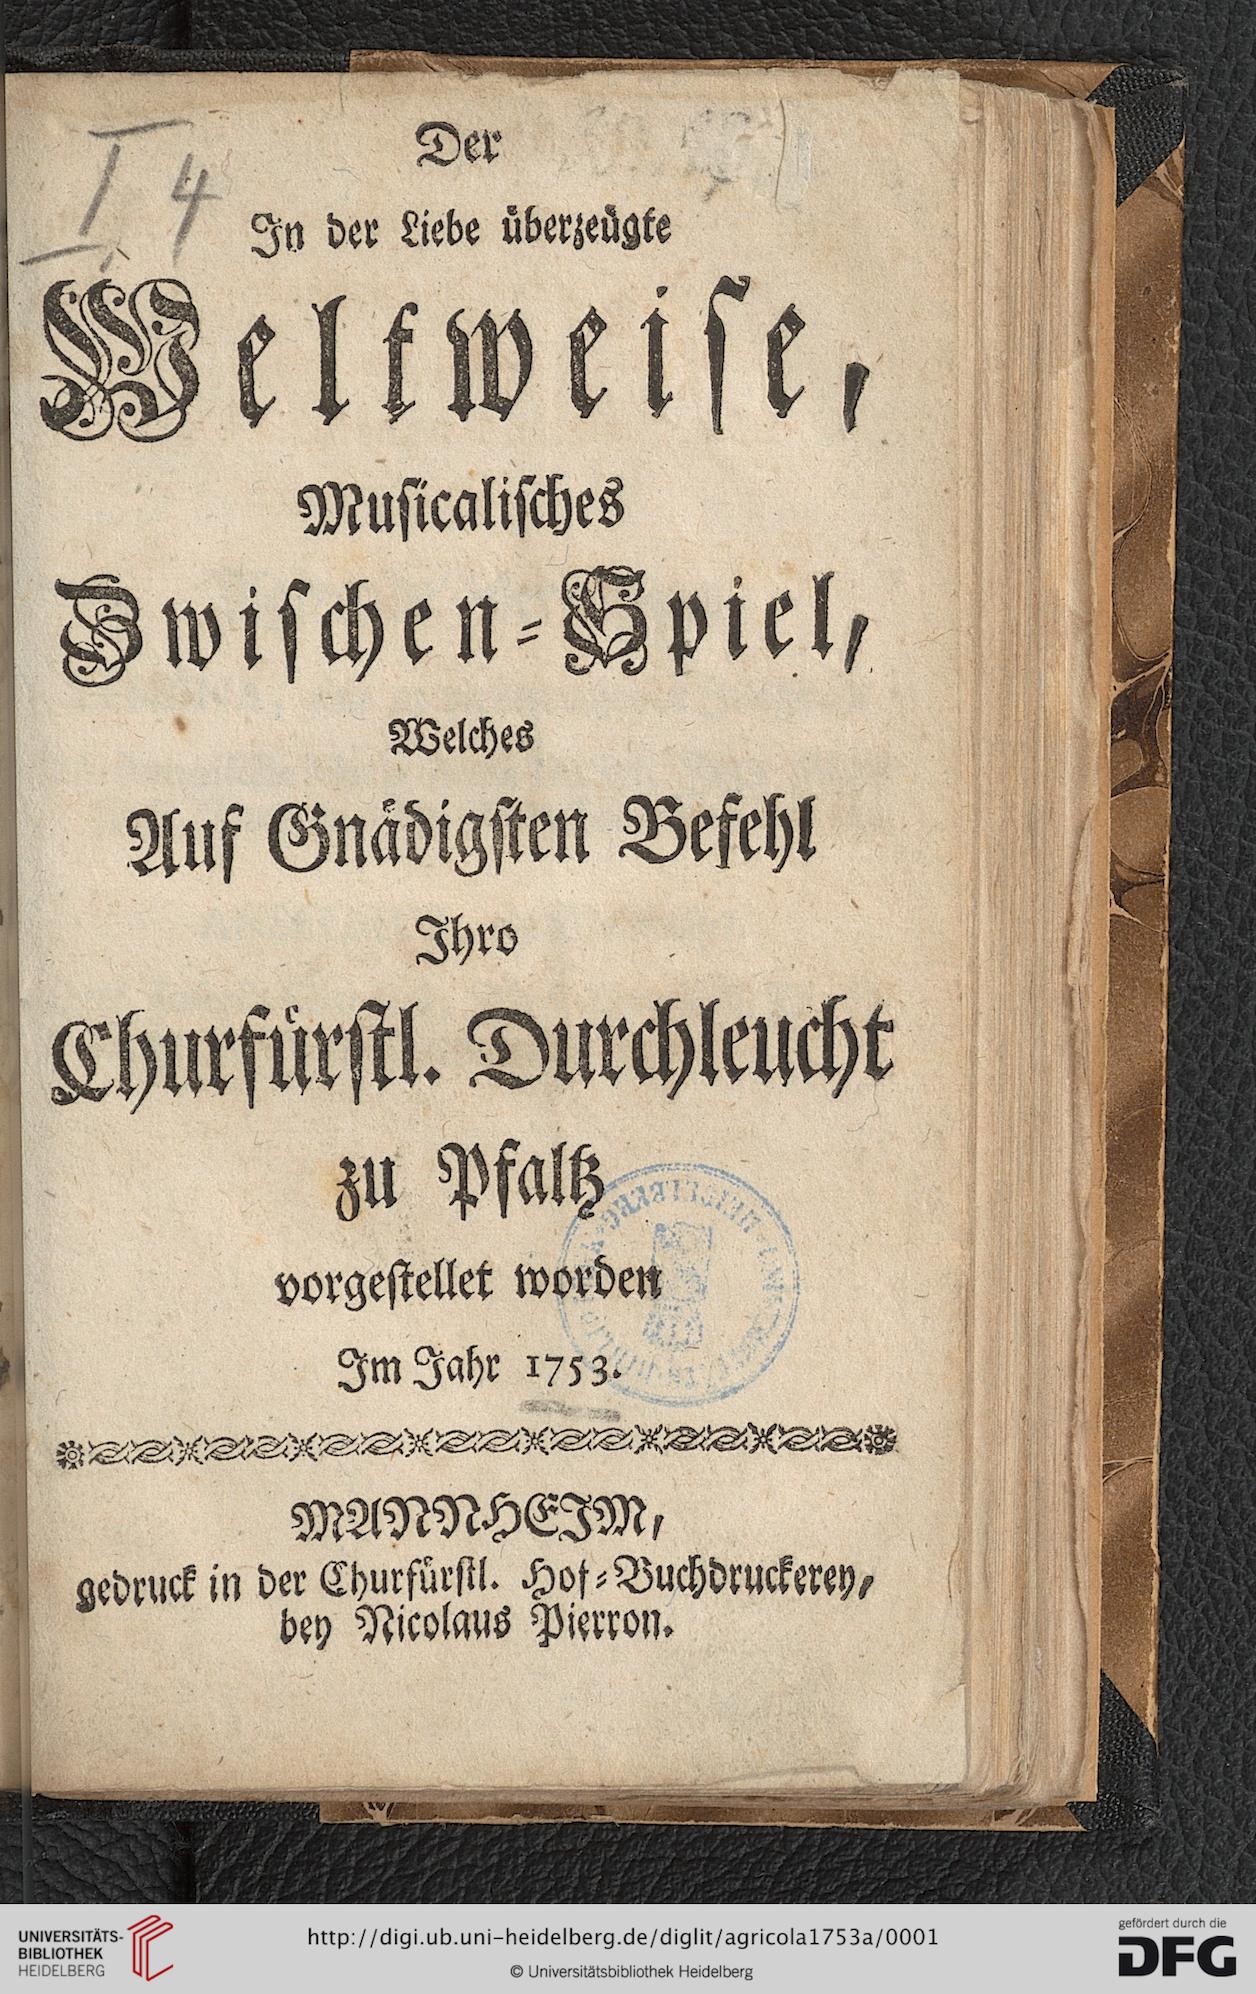 I 4
Der
In der Liebe überzeügte
Weltweise,
Musicalisches
Zwischen=Spiel,
Welches
Auf Gnädigsten Befehl
Ihro
Churfürstl. Durchleucht
zu Pfaltz
vorgestellet worden
Im Jahr 1753.
MANNHEIM,
gedruckt in der Churfürstl. Hof=Buchdruckerey,
bey Nicolaus Pierron.
UNIVERSITÄTS-
BIBLIOTHEK
HEIDELBERG
http://digi.ub.uni-heidelberg.de/diglit/agricola1753a/0001
© Universitätsbibliothek Heidelberg
gefördert durch die
DFG